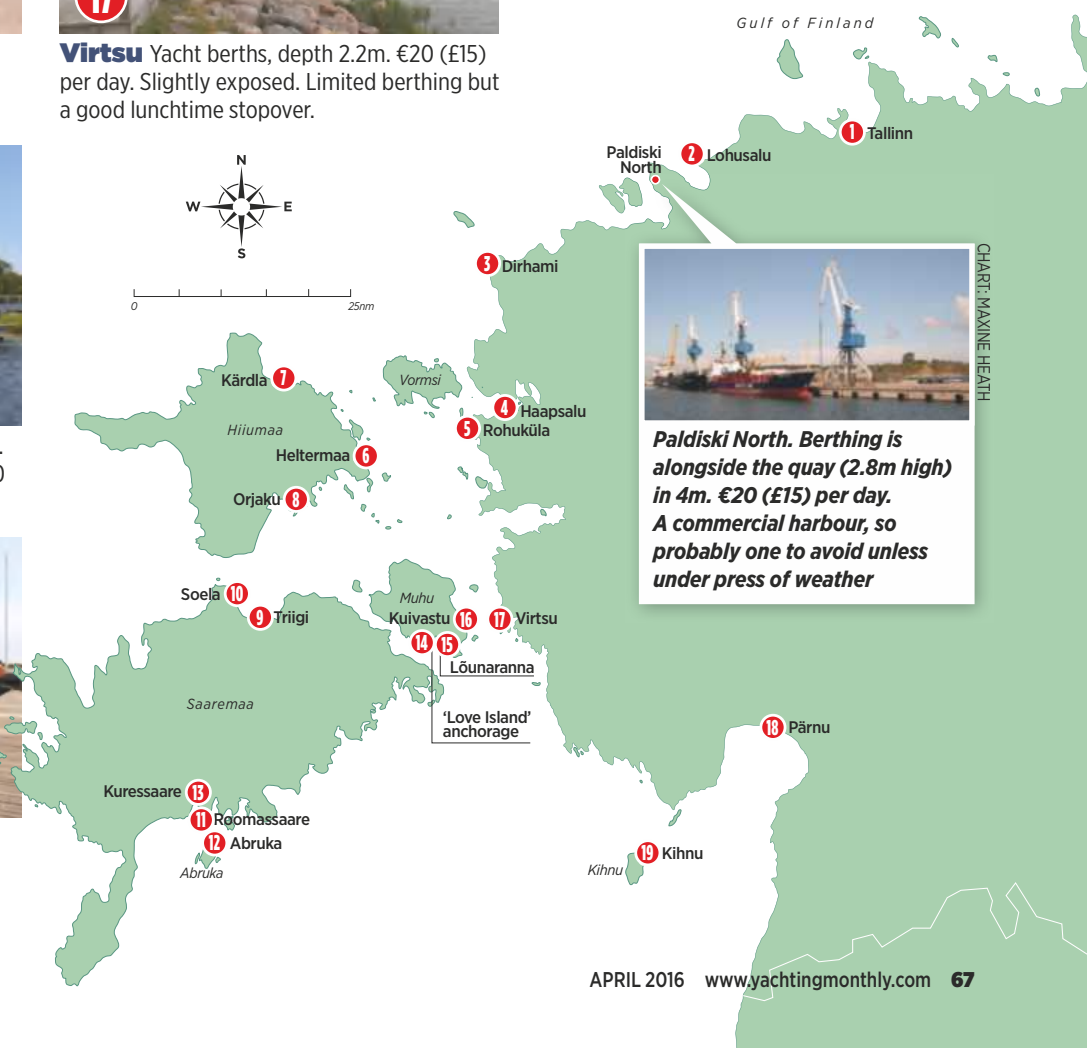 17
Virtsu Yacht berths, depth 2.2m. €20 (£15)
per day. Slightly exposed. Limited berthing but
a good lunchtime stopover.
Gulf of Finland
1 Tallinn
2 Lohusalu
Paldiski
North
N
W E
S
0 25nm
3 Dirhami
CHART: MAXINE HEATH
Kärdla 7
Vormsi
4 Haapsalu
5 Rohuküla
Hiiumaa
Heltermaa 6
Orjaku 8
Paldiski North. Berthing is
alongside the quay (2.8m high)
in 4m. €20 (£15) per day.
A commercial harbour, so
probably one to avoid unless
under press of weather
Soela 10
9 Triigi
Muhu
Kuivastu 16
17 Virtsu
14 15
Lõunaranna
'Love Island'
anchorage
Saaremaa
18 Pärnu
Kuressaare 13
11 Roomassaare
12 Abruka
Abruka
19 Kihnu
Kihnu
APRIL 2016 www.yachtingmonthly.com 67